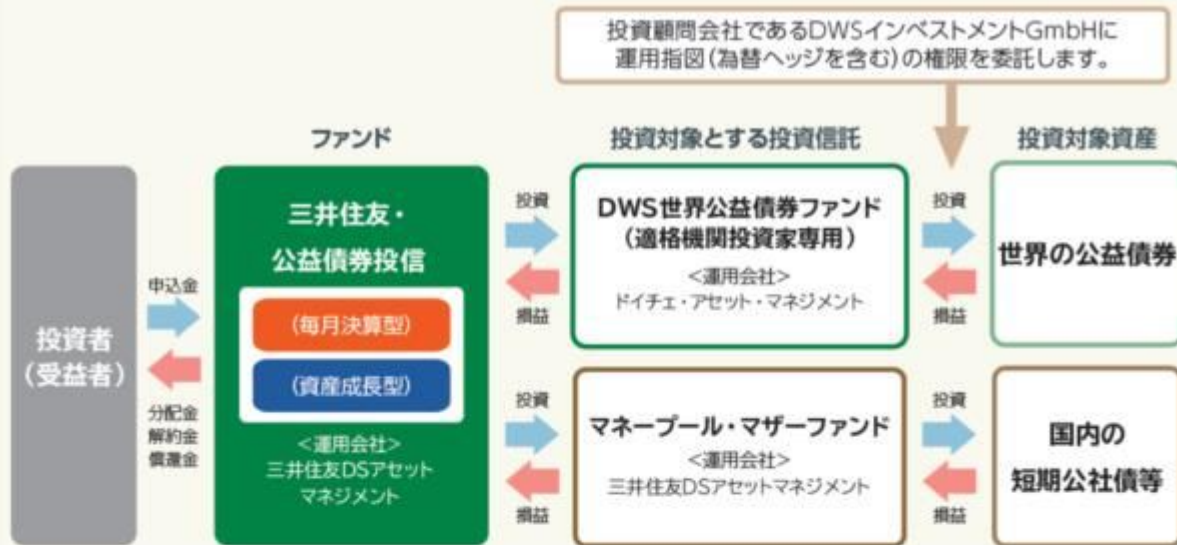 投資顧問会社であるDWSインベストメントGmbHに
運用指図(為替ヘッジを含む)の権限を委託します。
ファンド
投資対象とする投資信託
投資対象資産
投資者
(受益者)
申込金
分配金
解約金
償還金
三井住友・
公益債券投信
(毎月決算型)
(資産成長型)
<運用会社>
三井住友DSアセット
マネジメント
投資
損益
DWS世界公益債券ファンド
(適格機関投資家専用)
<運用会社>
ドイチェ・アセット・マネジメント
投資
損益
世界の公益債券
投資
損益
マネープール・マザーファンド
<運用会社>
三井住友DSアセットマネジメント
投資
損益
国内の
短期公社債等